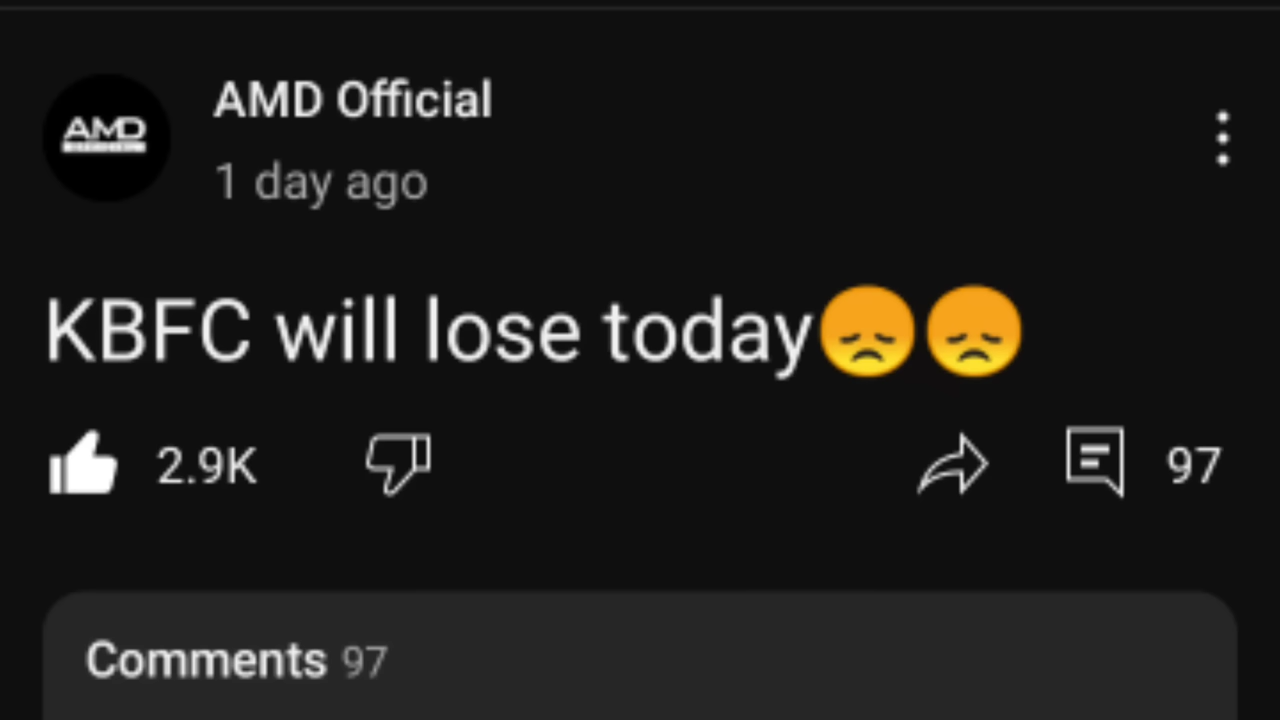 AMD
AMD Official
1 day ago
KBFC will lose today😞😞
2.9K
97
Comments 97